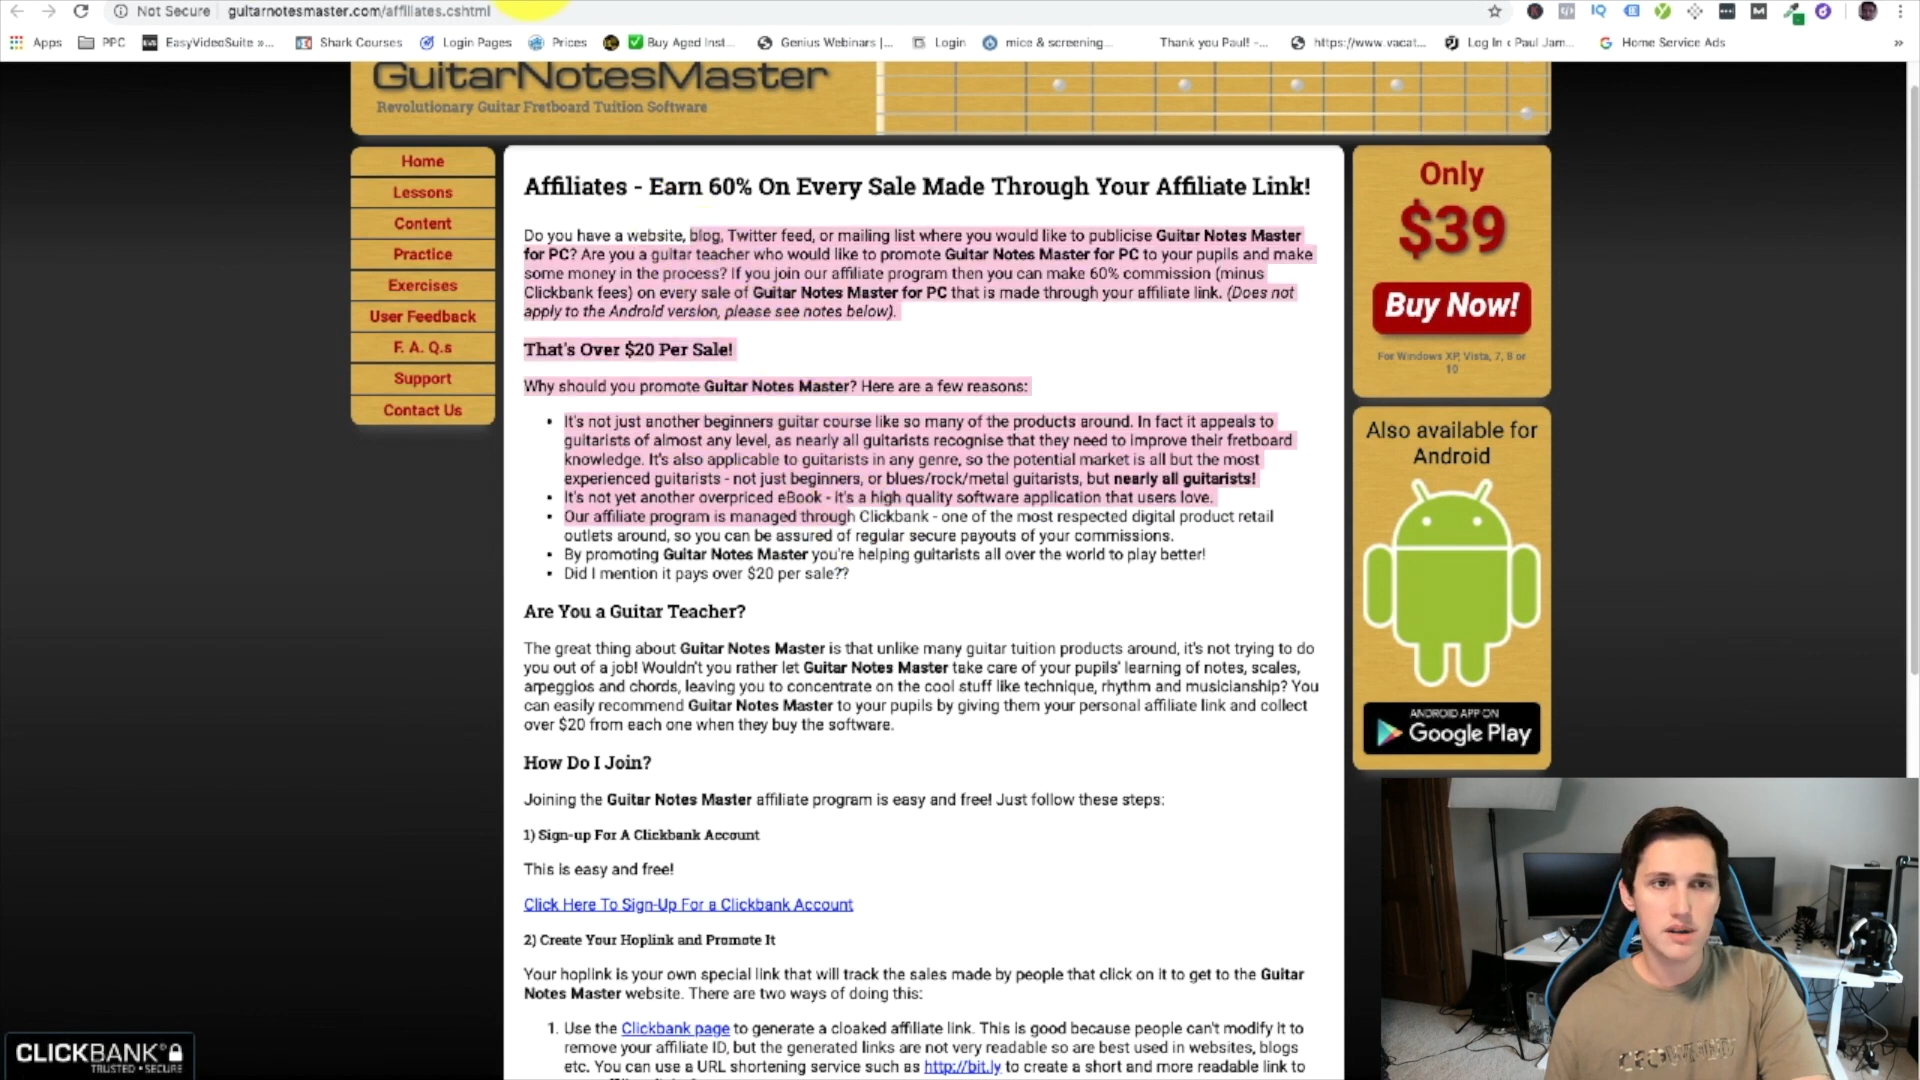 Not Secure guitarnotesmaster.com/affiliates.cshtml
Apps PPC EasyVideoSuite »... Shark Courses Login Pages Prices Buy Aged Inst... Genius Webinars |... Login mice & screening... Thank you Paul! -... https://www.vacat... Log In ‹ Paul Jam... Home Service Ads »
GuitarNotesMaster
Revolutionary Guitar Fretboard Tuition Software
Home
Lessons
Content
Practice
Exercises
User Feedback
F. A. Q.s
Support
Contact Us
Affiliates - Earn 60% On Every Sale Made Through Your Affiliate Link!
Do you have a website, blog, Twitter feed, or mailing list where you would like to publicise Guitar Notes Master
for PC? Are you a guitar teacher who would like to promote Guitar Notes Master for PC to your pupils and make
some money in the process? If you join our affiliate program then you can make 60% commission (minus
Clickbank fees) on every sale of Guitar Notes Master for PC that is made through your affiliate link. (Does not
apply to the Android version, please see notes below).
That's Over $20 Per Sale!
Why should you promote Guitar Notes Master? Here are a few reasons:
• It's not just another beginners guitar course like so many of the products around. In fact it appeals to
guitarists of almost any level, as nearly all guitarists recognise that they need to improve their fretboard
knowledge. It's also applicable to guitarists in any genre, so the potential market is all but the most
experienced guitarists - not just beginners, or blues/rock/metal guitarists, but nearly all guitarists!
• It's not yet another overpriced eBook - it's a high quality software application that users love.
• Our affiliate program is managed through Clickbank - one of the most respected digital product retail
outlets around, so you can be assured of regular secure payouts of your commissions.
• By promoting Guitar Notes Master you're helping guitarists all over the world to play better!
• Did I mention it pays over $20 per sale??
Are You a Guitar Teacher?
The great thing about Guitar Notes Master is that unlike many guitar tuition products around, it's not trying to do
you out of a job! Wouldn't you rather let Guitar Notes Master take care of your pupils' learning of notes, scales,
arpeggios and chords, leaving you to concentrate on the cool stuff like technique, rhythm and musicianship? You
can easily recommend Guitar Notes Master to your pupils by giving them your personal affiliate link and collect
over $20 from each one when they buy the software.
How Do I Join?
Joining the Guitar Notes Master affiliate program is easy and free! Just follow these steps:
1) Sign-up For A Clickbank Account
This is easy and free!
Click Here To Sign-Up For a Clickbank Account
2) Create Your Hoplink and Promote It
Your hoplink is your own special link that will track the sales made by people that click on it to get to the Guitar
Notes Master website. There are two ways of doing this:
1. Use the Clickbank page to generate a cloaked affiliate link. This is good because people can't modify it to
remove your affiliate ID, but the generated links are not very readable so are best used in websites, blogs
etc. You can use a URL shortening service such as http://bit.ly to create a short and more readable link to
Only
$39
Buy Now!
For Windows XP, Vista, 7, 8 or
10
Also available for
Android
ANDROID APP ON
Google Play
CLICKBANK
TRUSTED • SECURE